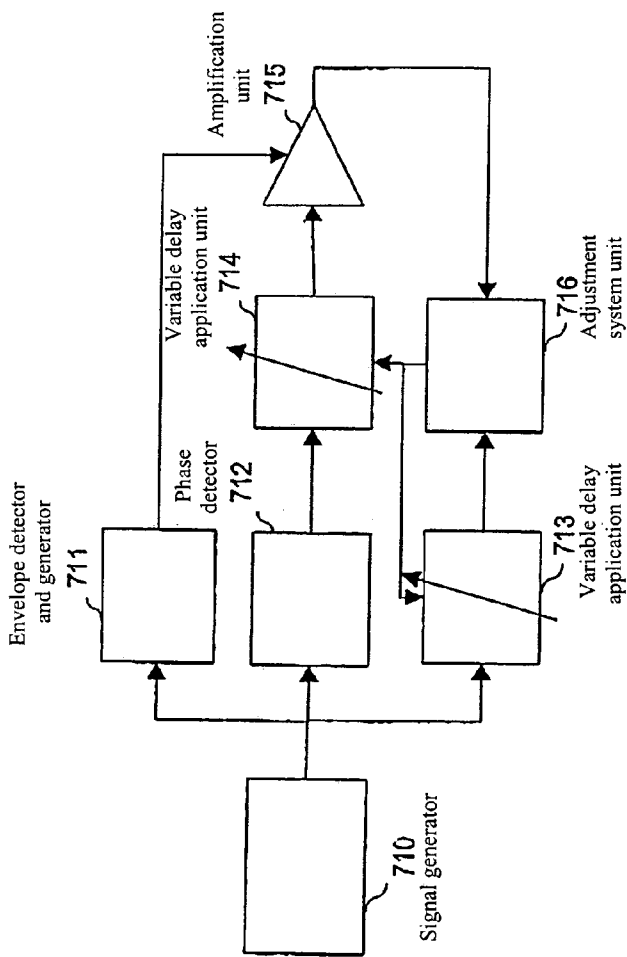 Signal generator
710
Envelope detector
and generator
711
Phase
detector
712
Variable delay
application unit
713
Variable delay
application unit
714
Amplification
unit
715
Adjustment
system unit
716